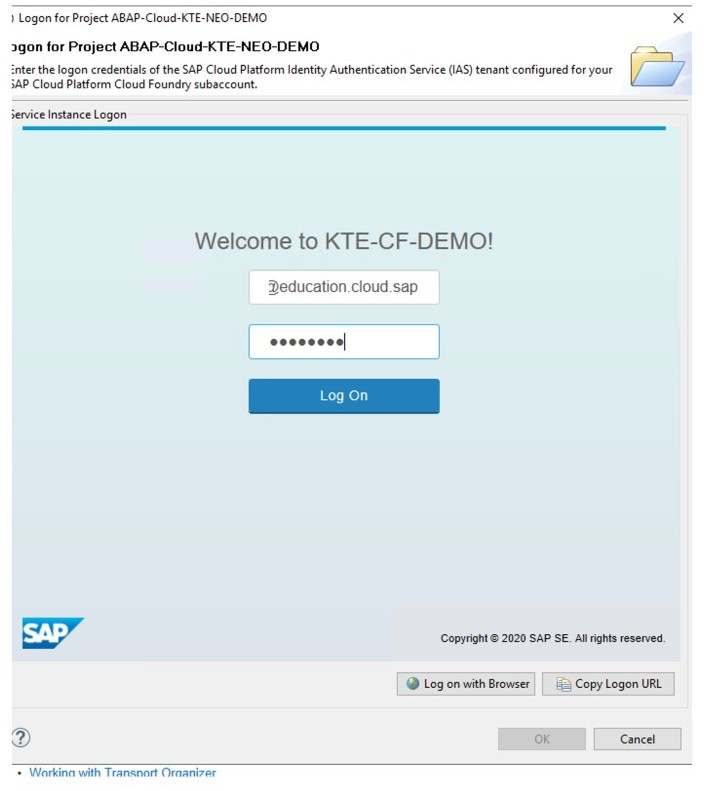 Logon for Project ABAP-Cloud-KTE-NEO-DEMO
ogon for Project ABAP-Cloud-KTE-NEO-DEMO
Enter the logon credentials of the SAP Cloud Platform Identity Authentication Service (IAS) tenant configured for your
SAP Cloud Platform Cloud Foundry subaccount.
Service Instance Logon
Welcome to KTE-CF-DEMO!
@education.cloud.sap
Log On
SAP
Copyright © 2020 SAP SE. All rights reserved.
Log on with Browser
Copy Logon URL
?
OK
Cancel
• Working with Transport Organizer